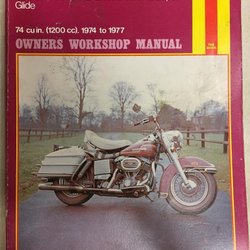 Glide
74 cu in. (1200 cc). 1974 to 1977
OWNERS WORKSHOP MANUAL